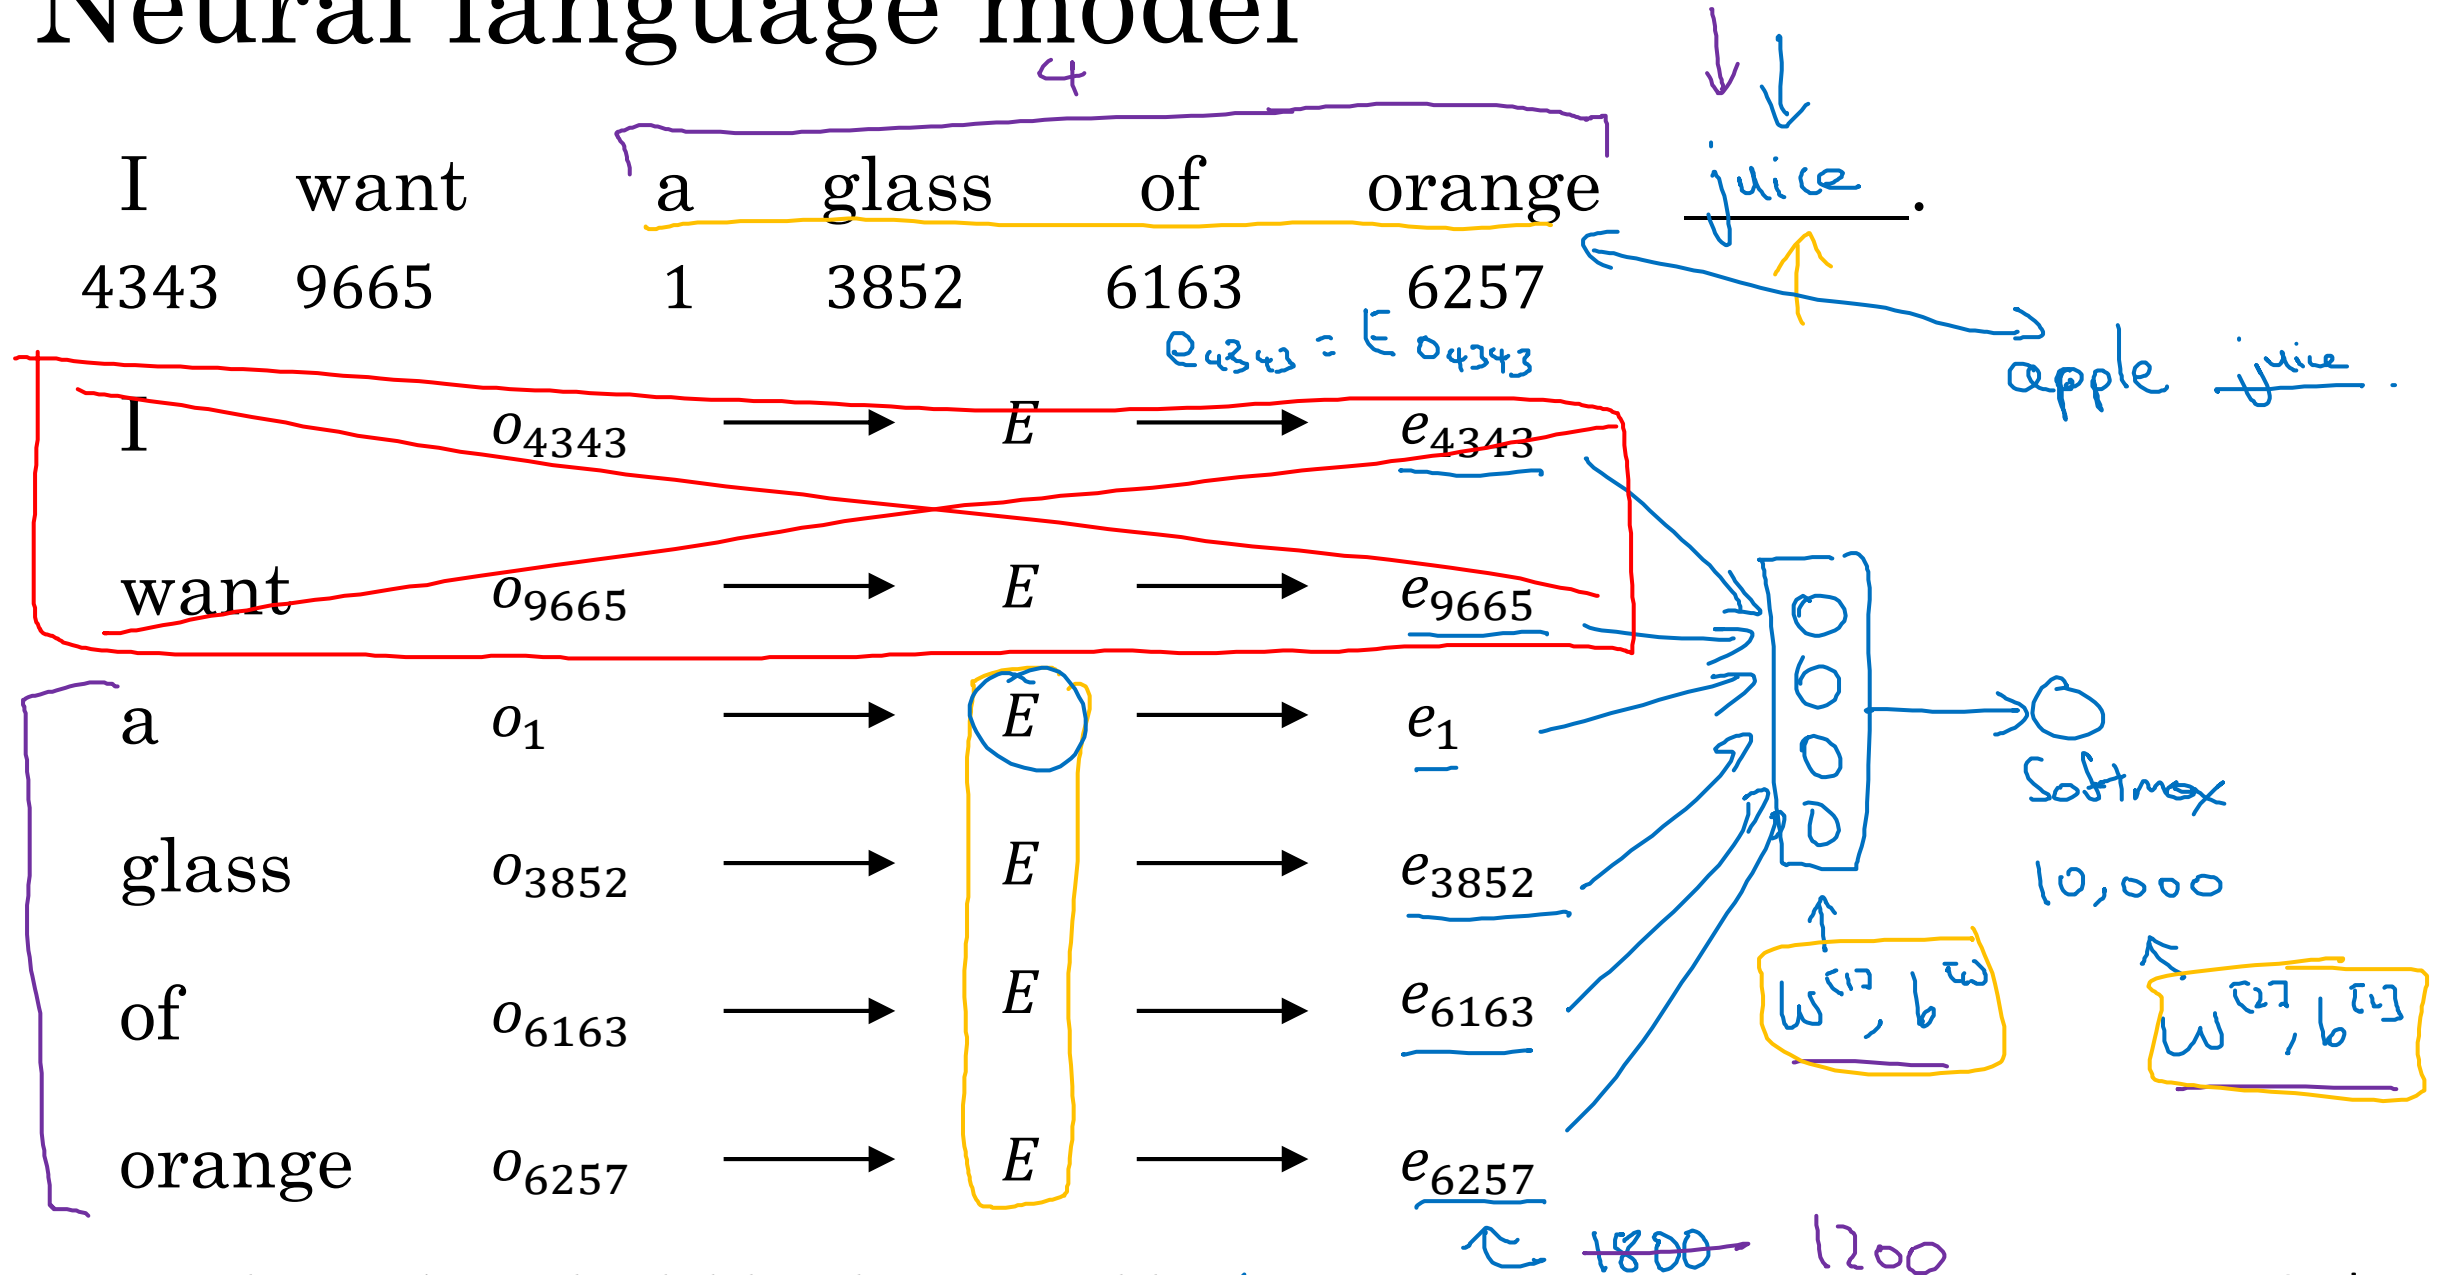 Neural language model
4
I want a glass of orange juice.
4343 9665 1 3852 6163 6257
e4343 = E o4343
apple juice.
I o4343 → E → e4343
want o9665 → E → e9665
a o1 → E → e1
glass o3852 → E → e3852
of o6163 → E → e6163
orange o6257 → E → e6257
Softmax
10,000
W[1], b[1]
W[2], b[2]
1800 1200